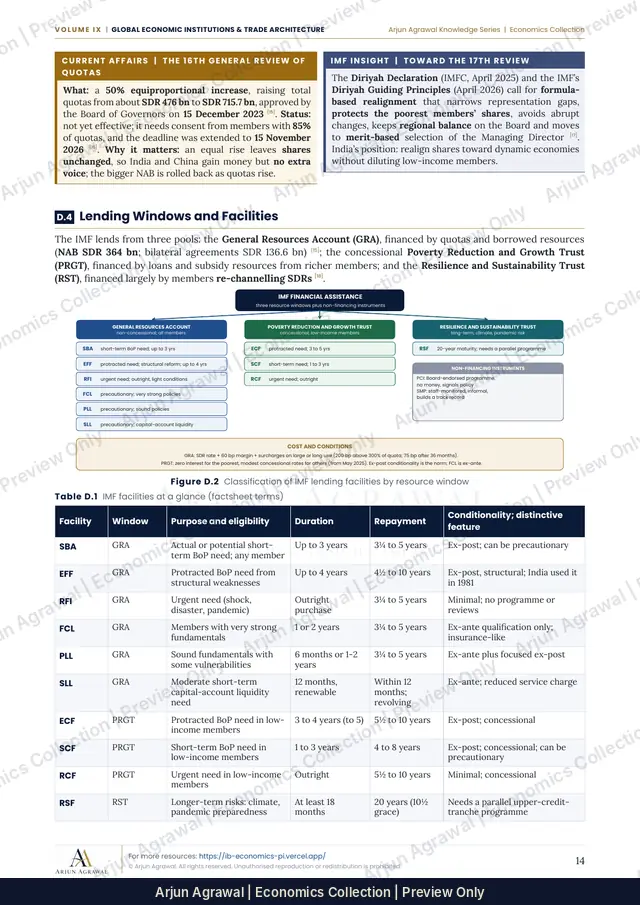 VOLUME IX | GLOBAL ECONOMIC INSTITUTIONS & TRADE ARCHITECTURE
Arjun Agrawal Knowledge Series | Economics Collection
CURRENT AFFAIRS | THE 16TH GENERAL REVIEW OF
QUOTAS
What: a 50% equiproportional increase, raising total
quotas from about SDR 476 bn to SDR 715.7 bn, approved by
the Board of Governors on 15 December 2023 Status:
not yet effective; it needs consent from members with 85%
of quotas, and the deadline was extended to 15 November
2026 Why it matters: an equal rise leaves shares
unchanged, so India and China gain money but no extra
voice; the bigger NAB is rolled back as quotas rise.
IMF INSIGHT | TOWARD THE 17TH REVIEW
The Diriyah Declaration (IMFC, April 2025) and the IMF's
Diriyah Guiding Principles (April 2026) call for formula-
based realignment that narrows representation gaps,
protects the poorest members' shares, avoids abrupt
changes, keeps regional balance on the Board and moves
to merit-based selection of the Managing Director
India's position: realign shares toward dynamic economies
without diluting low-income members.
D.4 Lending Windows and Facilities
The IMF lends from three pools: the General Resources Account (GRA), financed by quotas and borrowed resources
(NAB SDR 364 bn; bilateral agreements SDR 136.6 bn) ; the concessional Poverty Reduction and Growth Trust
(PRGT), financed by loans and subsidy resources from richer members; and the Resilience and Sustainability Trust
(RST), financed largely by members re-channelling SDRs
IMF FINANCIAL ASSISTANCE
three resource windows plus non-financing instruments
GENERAL RESOURCES ACCOUNT
non-concessional; all members
SBA short-term BoP need; up to 3 yrs
EFF protracted need; structural reform; up to 4 yrs
RFI urgent need; outright, light conditions
FCL precautionary; very strong policies
PLL precautionary; sound policies
SLL precautionary; capital-account liquidity
POVERTY REDUCTION AND GROWTH TRUST
concessional; low-income members
ECF protracted need; 3 to 5 yrs
SCF short-term need; 1 to 3 yrs
RCF urgent need; outright
RESILIENCE AND SUSTAINABILITY TRUST
long-term; climate, pandemic risk
RSF 20-year maturity; needs a parallel programme
NON-FINANCING INSTRUMENTS
PCI: Board-endorsed programme,
no money, signals policy
SMP: staff-monitored, informal,
builds a track record
COST AND CONDITIONS
GRA: SDR rate + 60 bp margin + surcharges on large or long use (200 bp above 300% of quota; 75 bp after 36 months).
PRGT: zero interest for the poorest, modest concessional rates for others (from May 2025). Ex-post conditionality is the norm; FCL is ex-ante.
Figure D.2 Classification of IMF lending facilities by resource window
Table D.1 IMF facilities at a glance (factsheet terms)
Facility Window Purpose and eligibility Duration Repayment Conditionality; distinctive
feature
SBA GRA Actual or potential short-
term BoP need; any member Up to 3 years 3¼ to 5 years Ex-post; can be precautionary
EFF GRA Protracted BoP need from
structural weaknesses Up to 4 years 4½ to 10 years Ex-post, structural; India used it
in 1981
RFI GRA Urgent need (shock,
disaster, pandemic) Outright
purchase 3¼ to 5 years Minimal; no programme or
reviews
FCL GRA Members with very strong
fundamentals 1 or 2 years 3¼ to 5 years Ex-ante qualification only;
insurance-like
PLL GRA Sound fundamentals with
some vulnerabilities 6 months or 1-2
years 3¼ to 5 years Ex-ante plus focused ex-post
SLL GRA Moderate short-term
capital-account liquidity
need 12 months,
renewable Within 12
months;
revolving Ex-ante; reduced service charge
ECF PRGT Protracted BoP need in low-
income members 3 to 4 years (to 5) 5½ to 10 years Ex-post; concessional
SCF PRGT Short-term BoP need in
low-income members 1 to 3 years 4 to 8 years Ex-post; concessional; can be
precautionary
RCF PRGT Urgent need in low-income
members Outright 5½ to 10 years Minimal; concessional
RSF RST Longer-term risks: climate,
pandemic preparedness At least 18
months 20 years (10½
grace) Needs a parallel upper-credit-
tranche programme
ARJUN AGRAWAL
For more resources: https://ib-economics-pi.vercel.app/
© Arjun Agrawal. All rights reserved. Unauthorised reproduction or redistribution is prohibited.
14
Arjun Agrawal | Economics Collection | Preview Only